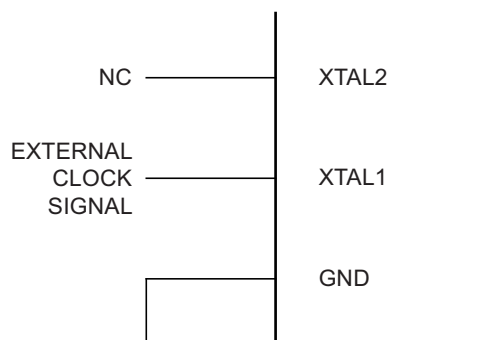 NC
XTAL2
EXTERNAL
CLOCK
SIGNAL
XTAL1
GND